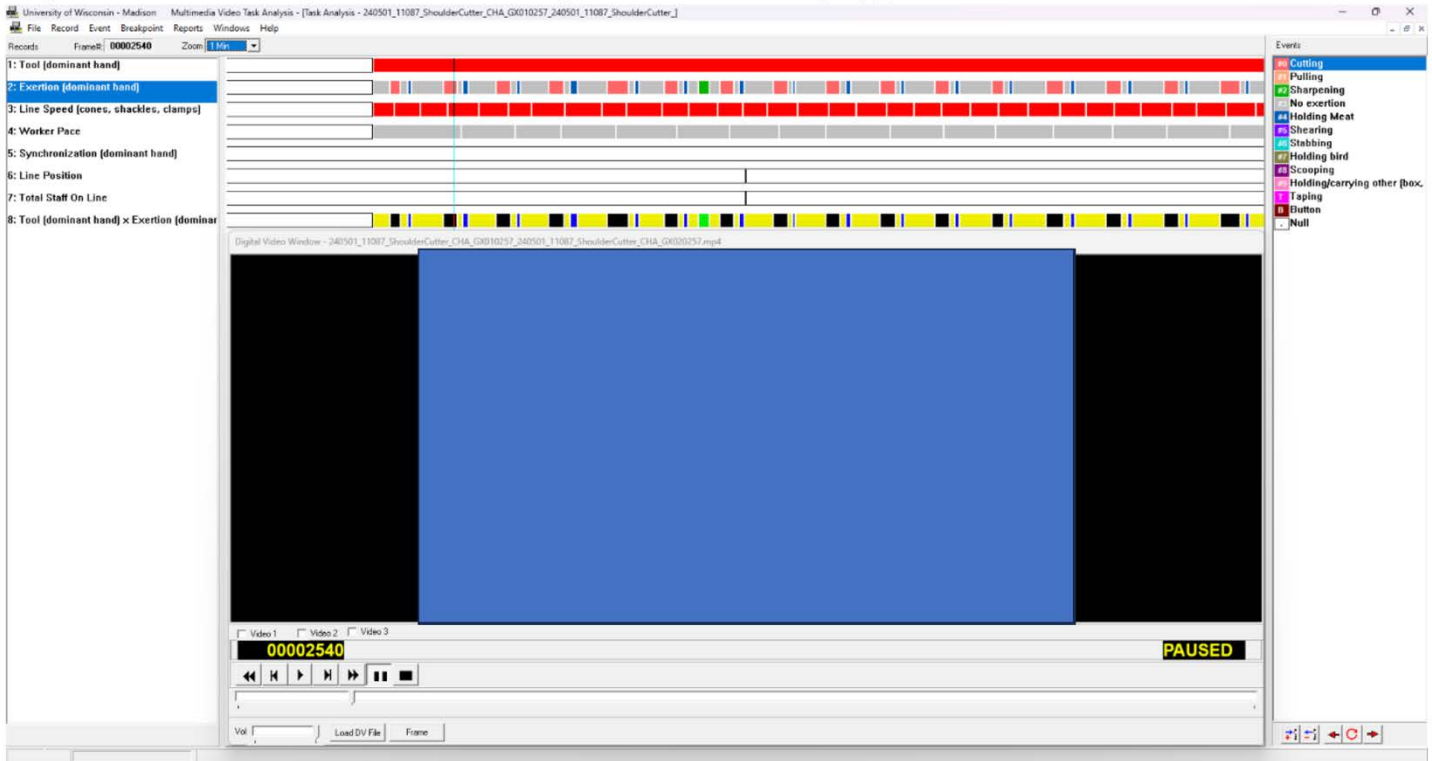 University of Wisconsin - Madison Multimedia Video Task Analysis - [Task Analysis - 240501_11087_ShoulderCutter_CHA_GX010257_240501_11087_ShoulderCutter_]
File Record Event Breakpoint Reports Windows Help
Records Frame#: 00002540 Zoom 1 Min
Events
1: Tool (dominant hand)
2: Exertion (dominant hand)
3: Line Speed (cones, shackles, clamps)
4: Worker Pace
5: Synchronization (dominant hand)
6: Line Position
7: Total Staff On Line
8: Tool (dominant hand) x Exertion (dominar
#0 Cutting
#1 Pulling
#2 Sharpening
#3 No exertion
#4 Holding Meat
#5 Shearing
#6 Stabbing
#7 Holding bird
#8 Scooping
#9 Holding/carrying other (box,
T Taping
B Button
. Null
Digital Video Window - 240501_11087_ShoulderCutter_CHA_GX010257_240501_11087_ShoulderCutter_CHA_GX020257.mp4
Video 1 Video 2 Video 3
00002540 PAUSED
Vol Load DV File Frame